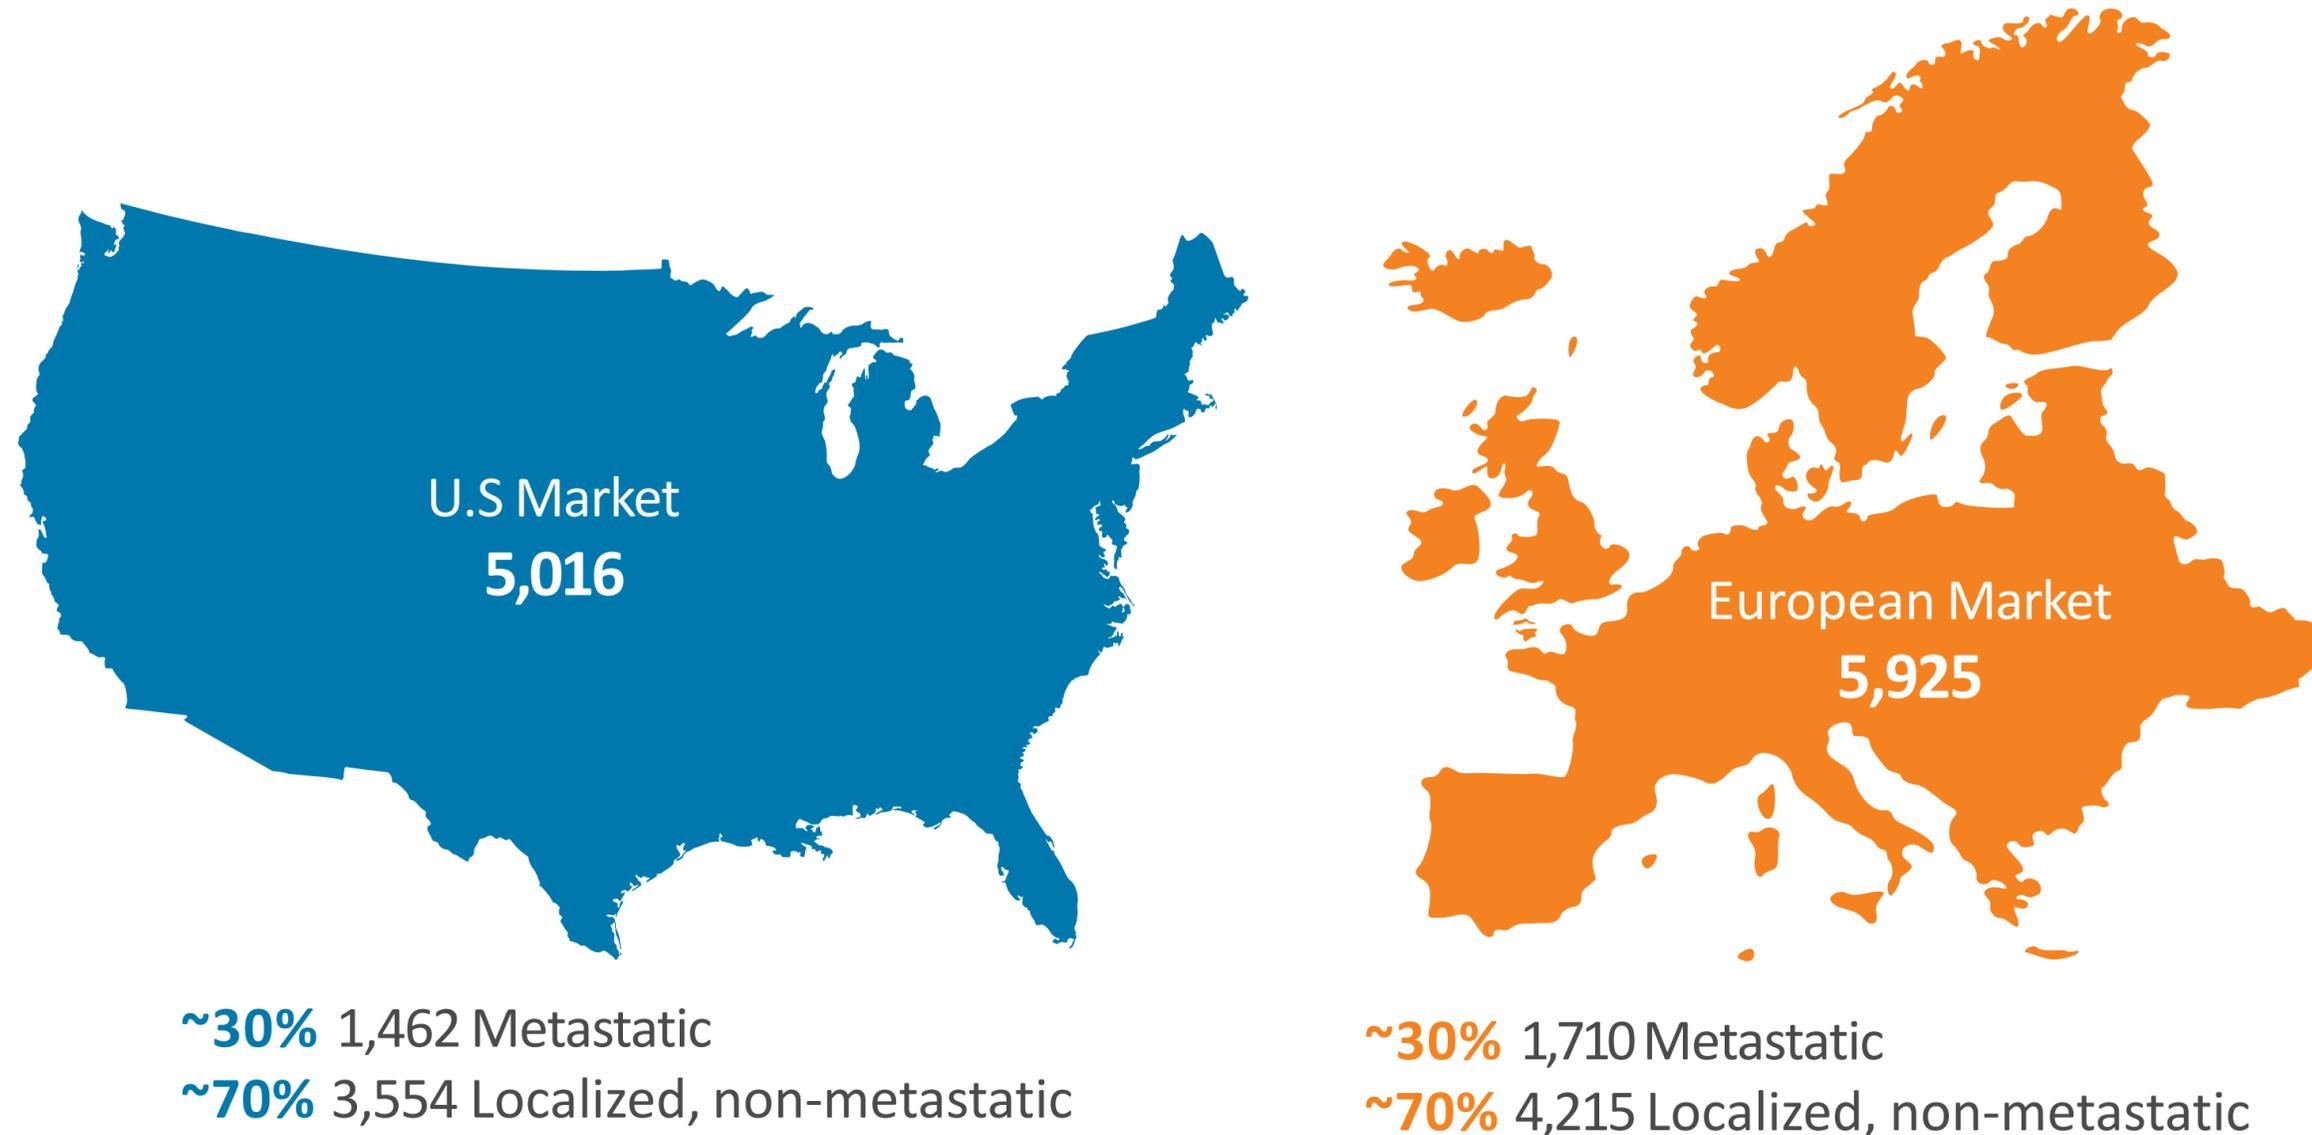 U.S Market
5,016
European Market
5,925
~30% 1,462 Metastatic
~70% 3,554 Localized, non-metastatic
~30% 1,710 Metastatic
~70% 4,215 Localized, non-metastatic